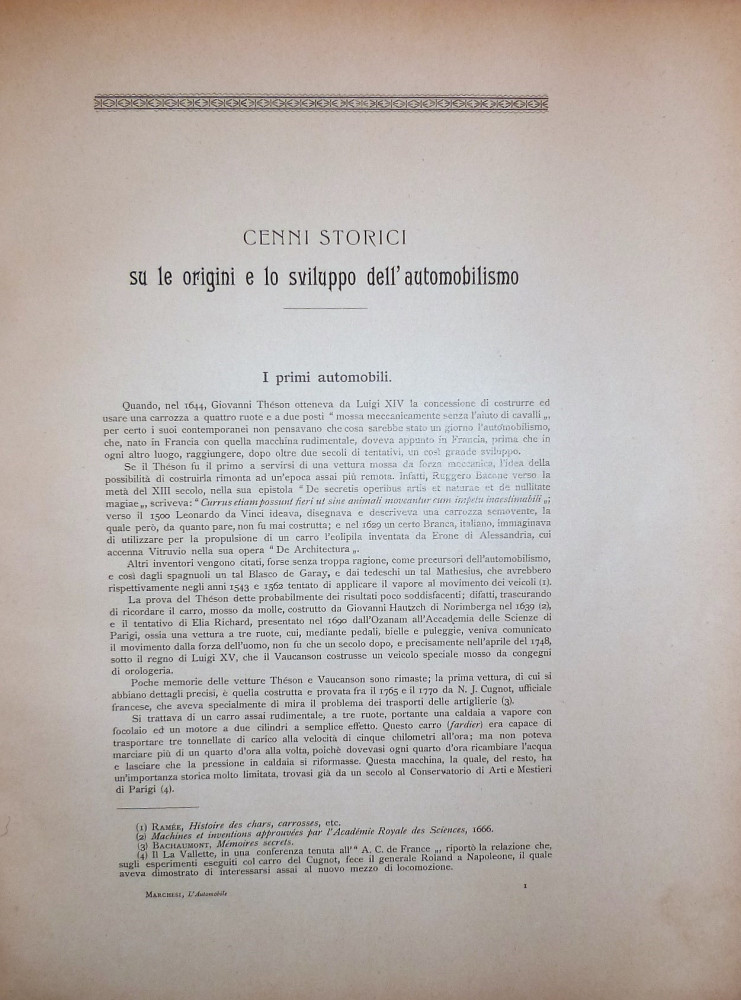 CENNI STORICI
su le origini e lo sviluppo dell'automobilismo
I primi automobili.
Quando, nel 1644, Giovanni Théson otteneva da Luigi XIV la concessione di costrurre ed
usare una carrozza a quattro ruote e a due posti “ mossa meccanicamente senza l'aiuto di cavalli „,
per certo i suoi contemporanei non pensavano che cosa sarebbe stato un giorno l'automobilismo,
che, nato in Francia con quella macchina rudimentale, doveva appunto in Francia, prima che in
ogni altro luogo, raggiungere, dopo oltre due secoli di tentativi, un così grande sviluppo.
Se il Théson fu il primo a servirsi di una vettura mossa da forza meccanica, l'idea della
possibilità di costruirla rimonta ad un'epoca assai più remota. Infatti, Ruggero Bacone verso la
metà del XIII secolo, nella sua epistola “ De secretis operibus artis et naturae et de nullitate
magiae „, scriveva: “ Currus etiam possunt fieri ut sine animali moveantur cum impetu inaestimabili „;
verso il 1500 Leonardo da Vinci ideava, disegnava e descriveva una carrozza semovente, la
quale però, da quanto pare, non fu mai costrutta; e nel 1629 un certo Branca, italiano, immaginava
di utilizzare per la propulsione di un carro l'eolipila inventata da Erone di Alessandria, cui
accenna Vitruvio nella sua opera “ De Architectura „.
Altri inventori vengono citati, forse senza troppa ragione, come precursori dell'automobilismo,
e così dagli spagnuoli un tal Blasco de Garay, e dai tedeschi un tal Mathesius, che avrebbero
rispettivamente negli anni 1543 e 1562 tentato di applicare il vapore al movimento dei veicoli (1).
La prova del Théson dette probabilmente dei risultati poco soddisfacenti; difatti, trascurando
di ricordare il carro, mosso da molle, costrutto da Giovanni Hautzch di Norimberga nel 1639 (2),
e il tentativo di Elia Richard, presentato nel 1690 dall'Ozanam all'Accademia delle Scienze di
Parigi, ossia una vettura a tre ruote, cui, mediante pedali, bielle e puleggie, veniva comunicato
il movimento dalla forza dell'uomo, non fu che un secolo dopo, e precisamente nell'aprile del 1748,
sotto il regno di Luigi XV, che il Vaucanson costrusse un veicolo speciale mosso da congegni
di orologeria.
Poche memorie delle vetture Théson e Vaucanson sono rimaste; la prima vettura, di cui si
abbiano dettagli precisi, è quella costrutta e provata fra il 1765 e il 1770 da N. J. Cugnot, ufficiale
francese, che aveva specialmente di mira il problema dei trasporti delle artiglierie (3).
Si trattava di un carro assai rudimentale, a tre ruote, portante una caldaia a vapore con
focolaio ed un motore a due cilindri a semplice effetto. Questo carro (fardier) era capace di
trasportare tre tonnellate di carico alla velocità di cinque chilometri all'ora; ma non poteva
marciare più di un quarto d'ora alla volta, poichè dovevasi ogni quarto d'ora ricambiare l'acqua
e lasciare che la pressione in caldaia si riformasse. Questa macchina, la quale, del resto, ha
un'importanza storica molto limitata, trovasi già da un secolo al Conservatorio di Arti e Mestieri
di Parigi (4).
(1) RAMÉE, Histoire des chars, carrosses, etc.
(2) Machines et inventions approuvées par l'Académie Royale des Sciences, 1666.
(3) BACHAUMONT, Mémoires secrets.
(4) Il La Vallette, in una conferenza tenuta all'“ A. C. de France „, riportò la relazione che,
sugli esperimenti eseguiti col carro del Cugnot, fece il generale Roland a Napoleone, il quale
aveva dimostrato di interessarsi assai al nuovo mezzo di locomozione.
MARCHESI, L'Automobile
1